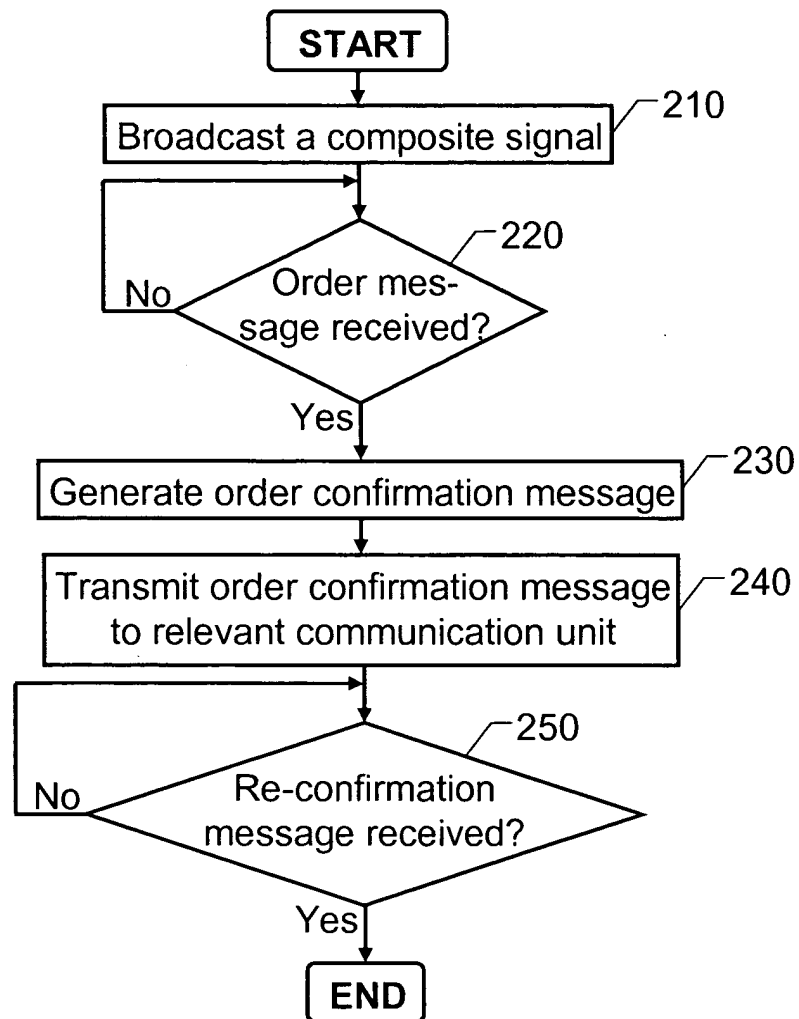 START
210
Broadcast a composite signal
220
Order mes-
sage received?
No
Yes
230
Generate order confirmation message
240
Transmit order confirmation message
to relevant communication unit
250
Re-confirmation
message received?
No
Yes
END